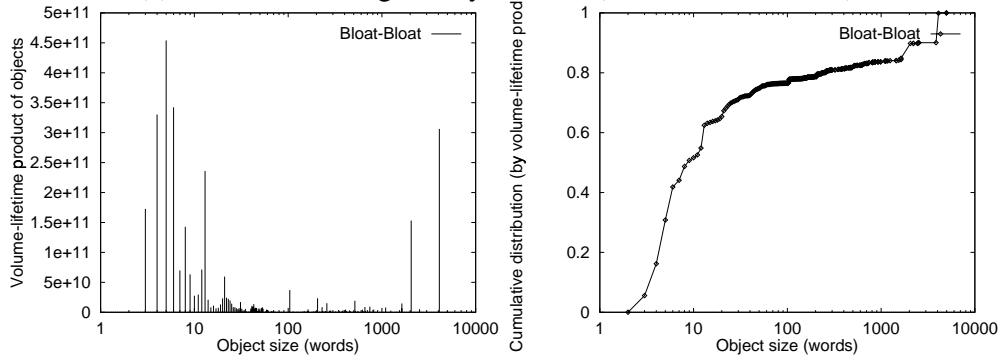 5e+11
4.5e+11
4e+11
3.5e+11
3e+11
2.5e+11
2e+11
1.5e+11
1e+11
5e+10
0
Volume-lifetime product of objects
Bloat-Bloat
1 10 100 1000 10000
Object size (words)
1
0.8
0.6
0.4
0.2
0
Cumulative distribution (by volume-lifetime prod
Bloat-Bloat
1 10 100 1000 10000
Object size (words)